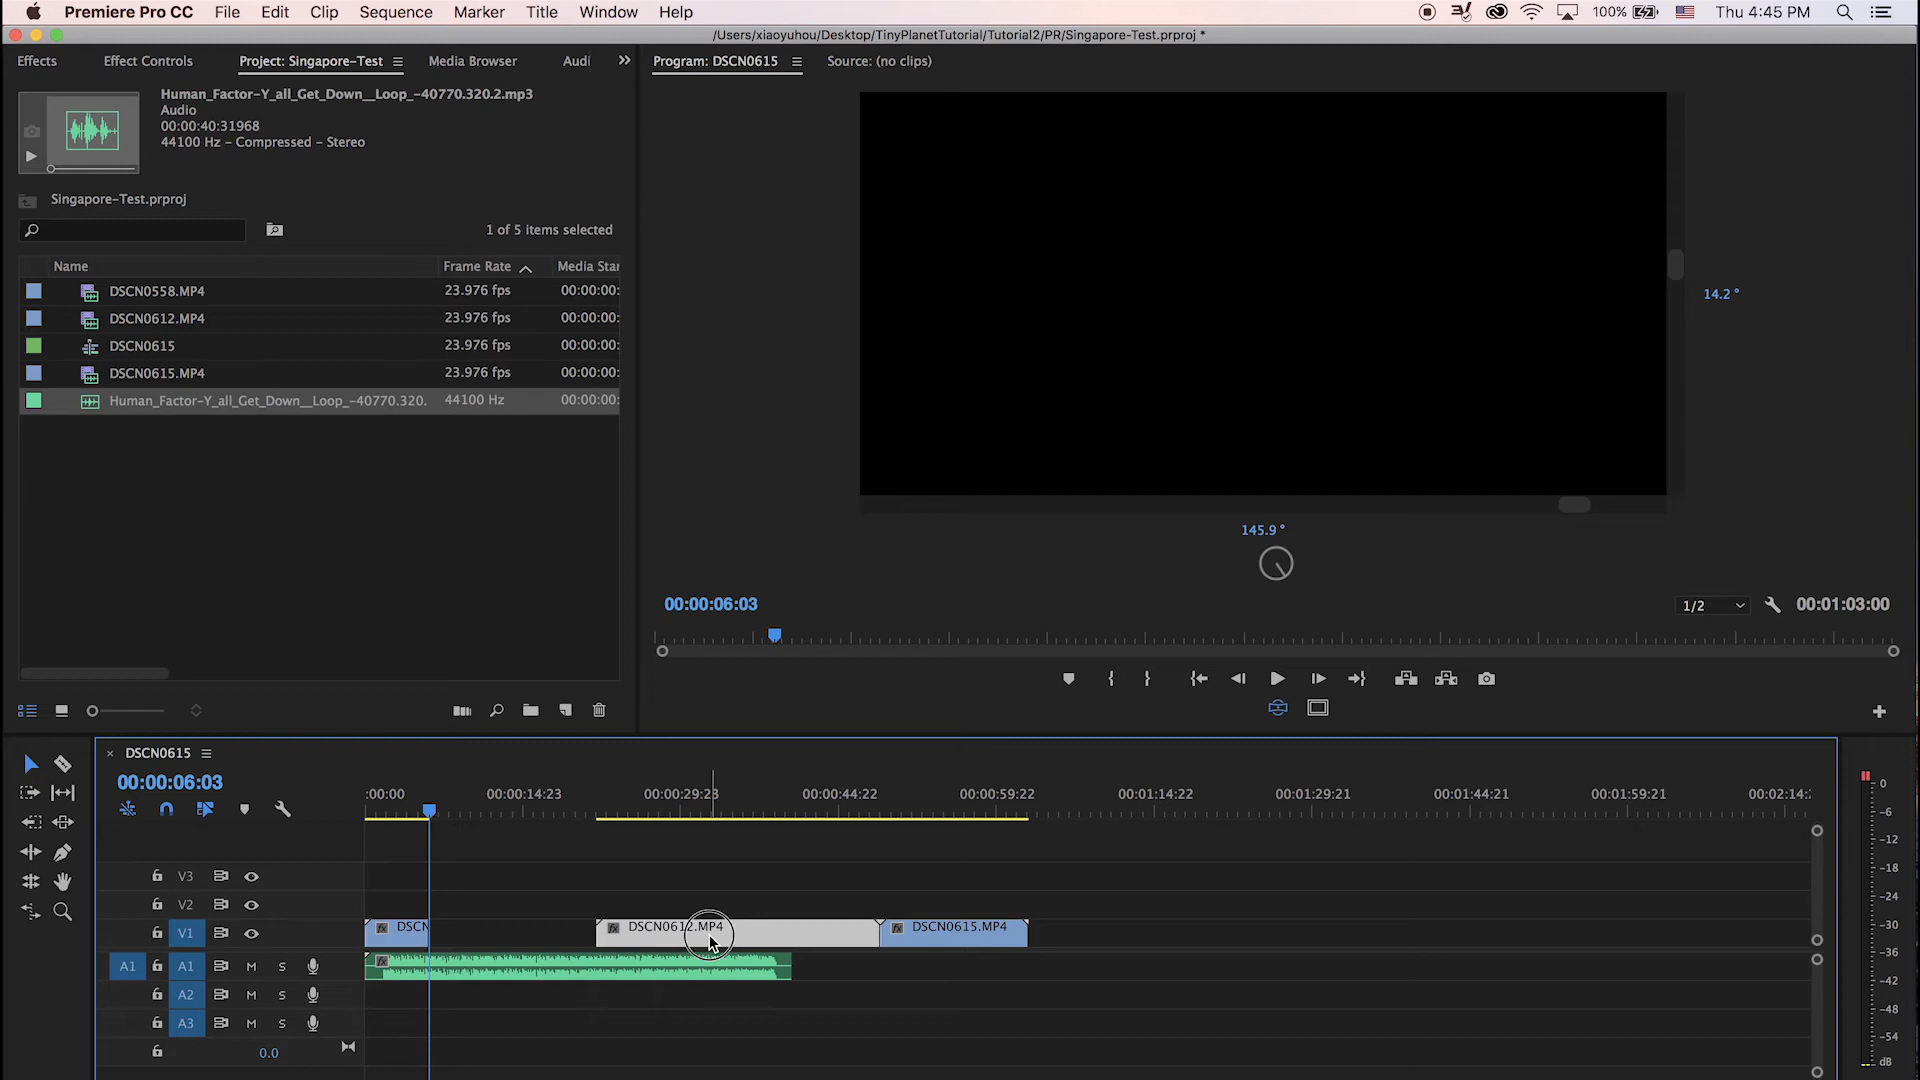 Premiere Pro CC File Edit Clip Sequence Marker Title Window Help 100% Thu 4:45 PM
/Users/xiaoyuhou/Desktop/TinyPlanetTutorial/Tutorial2/PR/Singapore-Test.prproj *
Effects Effect Controls Project: Singapore-Test Media Browser Audi
Program: DSCN0615 Source: (no clips)
Human_Factor-Y_all_Get_Down__Loop_-40770.320.2.mp3
Audio
00:00:40:31968
44100 Hz - Compressed - Stereo
Singapore-Test.prproj
1 of 5 items selected
Name Frame Rate Media Star
DSCN0558.MP4 23.976 fps 00:00:00:
DSCN0612.MP4 23.976 fps 00:00:00:
DSCN0615 23.976 fps 00:00:00:
DSCN0615.MP4 23.976 fps 00:00:00:
Human_Factor-Y_all_Get_Down__Loop_-40770.320. 44100 Hz 00:00:00:
14.2 °
145.9 °
00:00:06:03 1/2 00:01:03:00
DSCN0615
00:00:06:03
:00:00 00:00:14:23 00:00:29:23 00:00:44:22 00:00:59:22 00:01:14:22 00:01:29:21 00:01:44:21 00:01:59:21 00:02:14:2
V3
V2
V1 fx DSCN fx DSCN0612.MP4 fx DSCN0615.MP4
A1 A1 M S fx
A2 M S
A3 M S
0.0
0
-6
-12
-18
-24
-30
-36
-42
-48
-54
dB